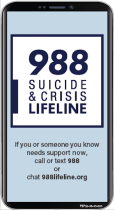 988
SUICIDE
& CRISIS
LIFELINE
If you or someone you know
needs support now,
call or text 988
or
chat 988lifeline.org